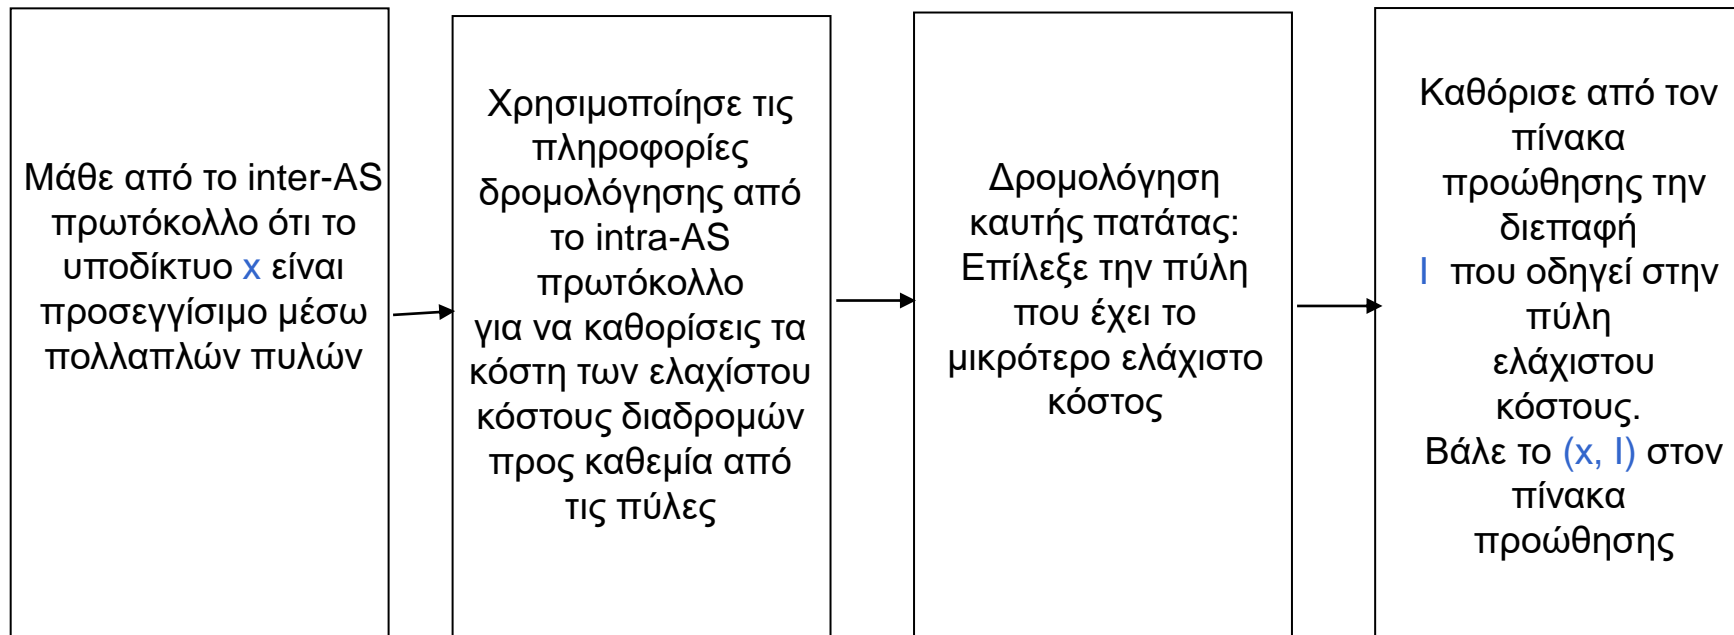 Μάθε από το inter-AS
πρωτόκολλο ότι το
υποδίκτυο x είναι
προσεγγίσιμο μέσω
πολλαπλών πυλών
Χρησιμοποίησε τις
πληροφορίες
δρομολόγησης από
το intra-AS
πρωτόκολλο
για να καθορίσεις τα
κόστη των ελαχίστου
κόστους διαδρομών
προς καθεμία από
τις πύλες
Δρομολόγηση
καυτής πατάτας:
Επίλεξε την πύλη
που έχει το
μικρότερο ελάχιστο
κόστος
Καθόρισε από τον
πίνακα
προώθησης την
διεπαφή
I που οδηγεί στην
πύλη
ελάχιστου
κόστους.
Βάλε το (x, I) στον
πίνακα
προώθησης